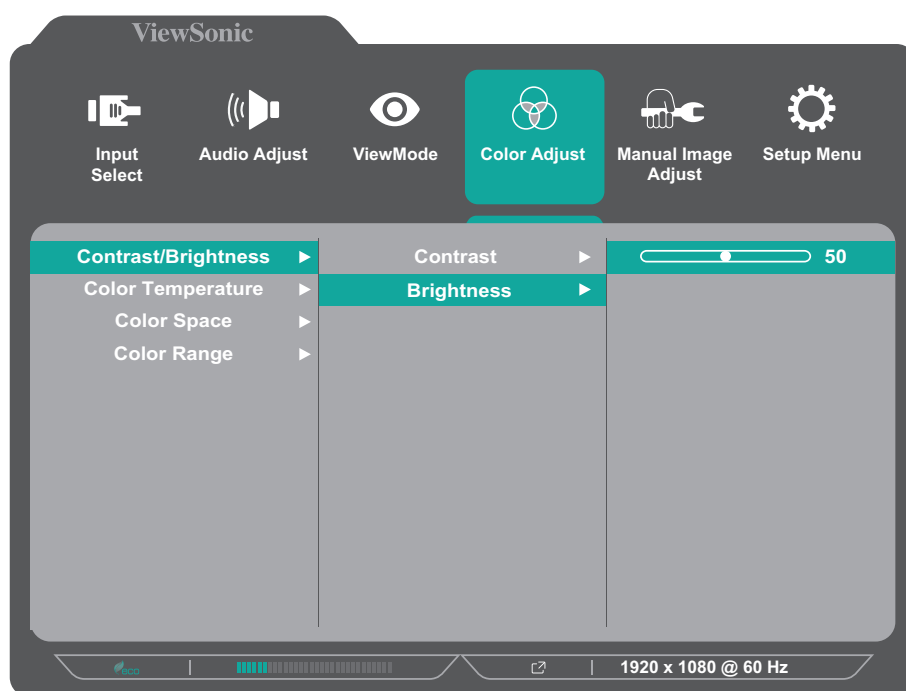 ViewSonic
Input
Select
Audio Adjust
ViewMode
Color Adjust
Manual Image
Adjust
Setup Menu
Contrast/Brightness
Contrast
50
Color Temperature
Brightness
Color Space
Color Range
eco
1920 x 1080 @ 60 Hz